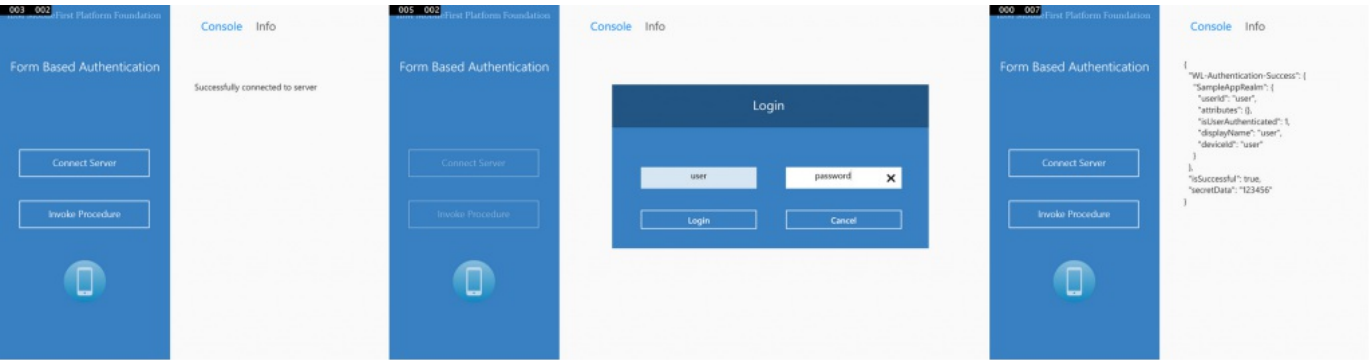 003 002
First Platform Foundation
Console Info
Form Based Authentication
Successfully connected to server
Connect Server
Invoke Procedure
005 002
First Platform Foundation
Console Info
Form Based Authentication
Login
Connect Server
user password
Invoke Procedure
Login Cancel
000 007
First Platform Foundation
Console Info
Form Based Authentication
Connect Server
Invoke Procedure
{
"WL-Authentication-Success": {
"SampleAppRealm": {
"userId": "user",
"attributes": {},
"isUserAuthenticated": 1,
"displayName": "user",
"deviceId": "user"
}
},
"isSuccessful": true,
"secretData": "123456"
}